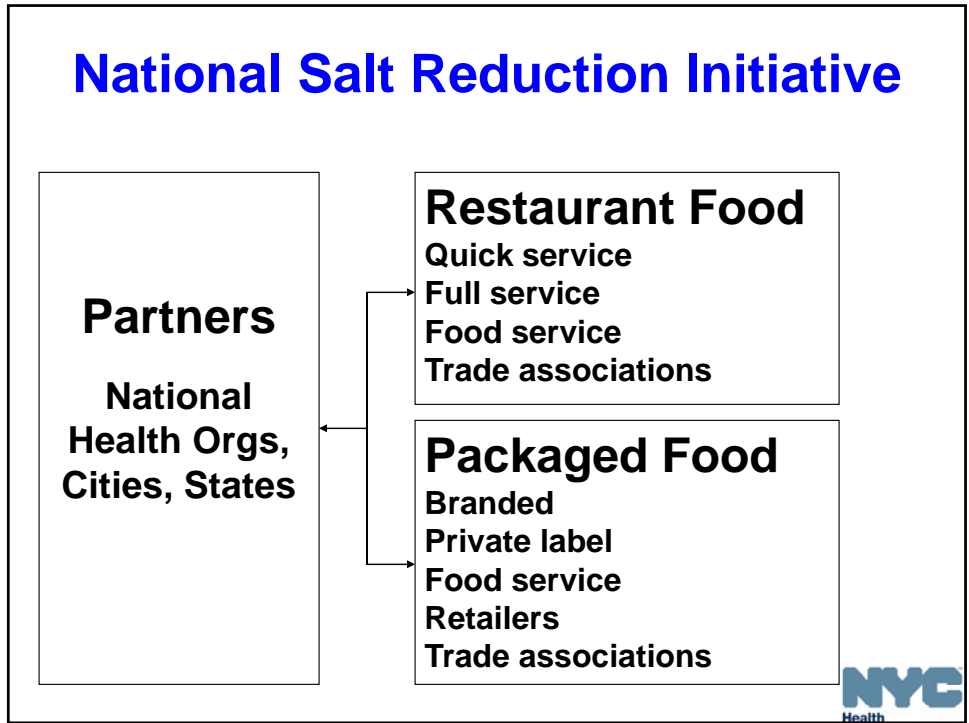 National Salt Reduction Initiative
Partners
National
Health Orgs,
Cities, States
Restaurant Food
Quick service
Full service
Food service
Trade associations
Packaged Food
Branded
Private label
Food service
Retailers
Trade associations
NYC
Health